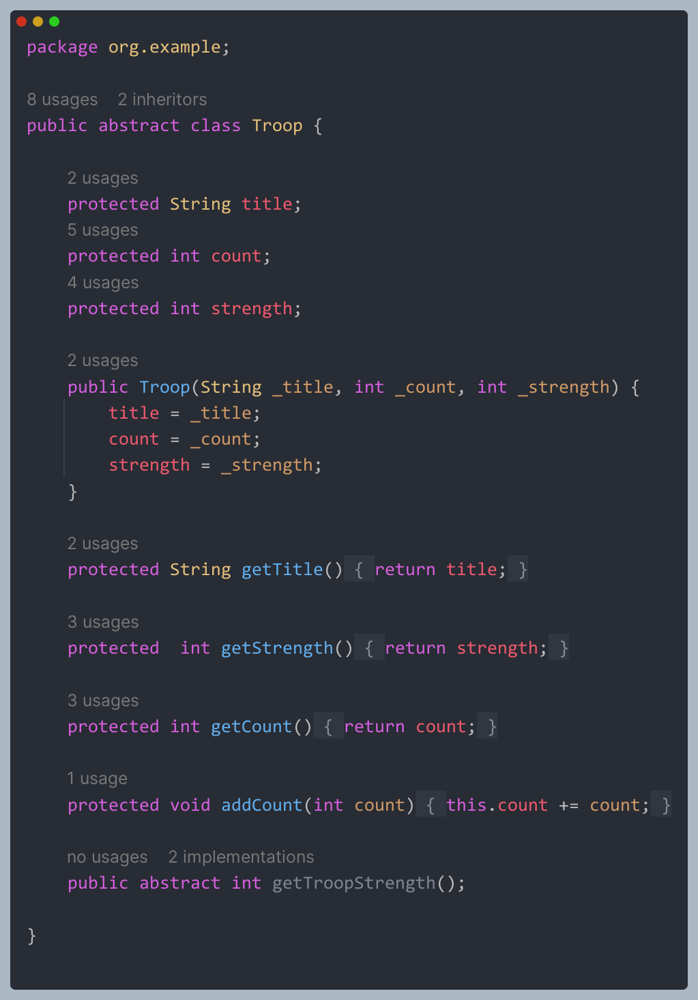 package org.example;
8 usages 2 inheritors
public abstract class Troop {
2 usages
protected String title;
5 usages
protected int count;
4 usages
protected int strength;
2 usages
public Troop(String _title, int _count, int _strength) {
title = _title;
count = _count;
strength = _strength;
}
2 usages
protected String getTitle() { return title; }
3 usages
protected  int getStrength() { return strength; }
3 usages
protected int getCount() { return count; }
1 usage
protected void addCount(int count) { this.count += count; }
no usages 2 implementations
public abstract int getTroopStrength();
}